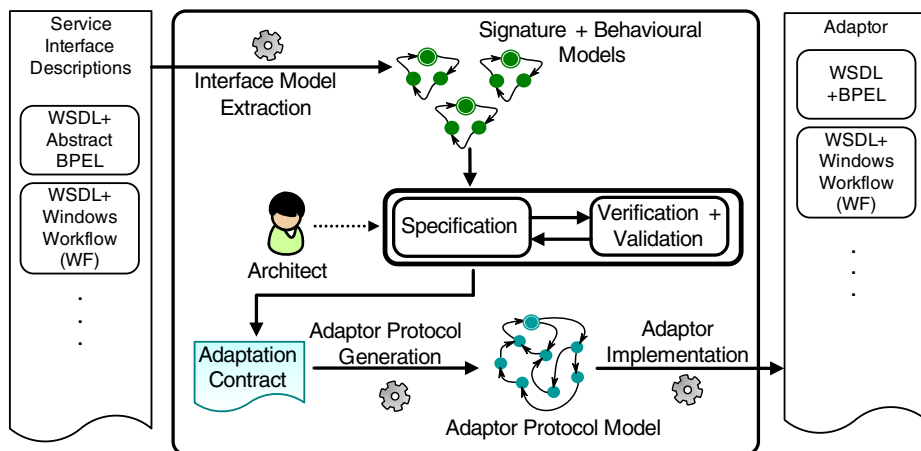 Service
Interface
Descriptions
WSDL+
Abstract
BPEL
WSDL+
Windows
Workflow
(WF)
.
.
.
Interface Model
Extraction
Signature + Behavioural
Models
Architect
Specification
Verification +
Validation
Adaptation
Contract
Adaptor Protocol
Generation
Adaptor Protocol Model
Adaptor
Implementation
Adaptor
WSDL
+BPEL
WSDL+
Windows
Workflow
(WF)
.
.
.